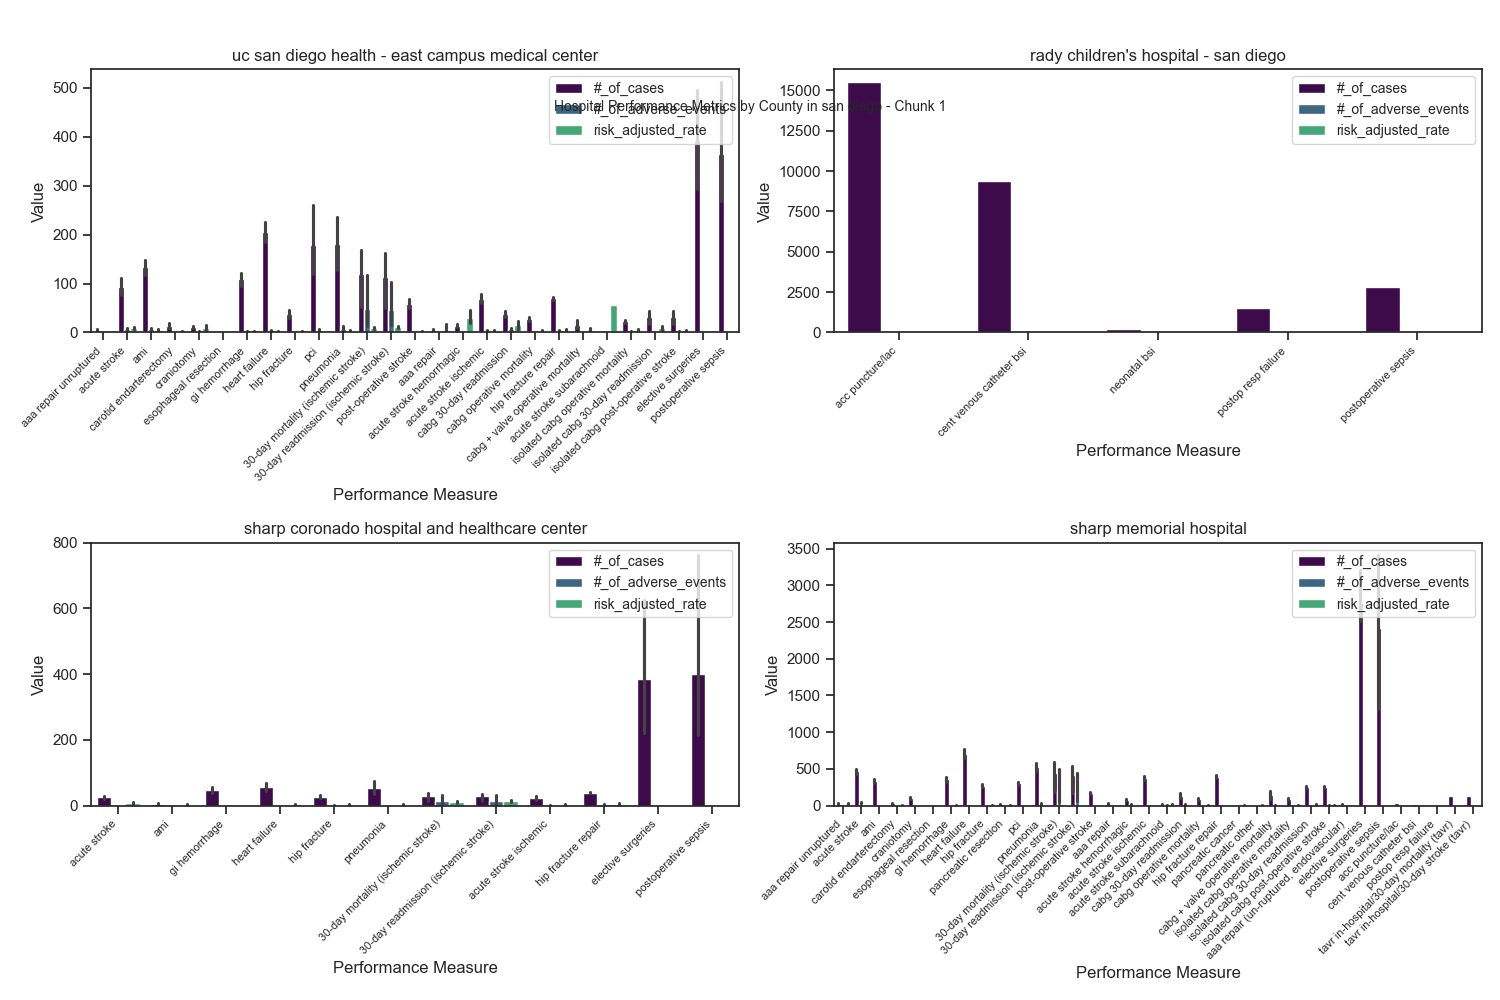 uc san diego health - east campus medical center
rady children's hospital - san diego
Hospital Performance Metrics by County in san diego - Chunk 1
#_of_cases
#_of_adverse_events
risk_adjusted_rate
#_of_cases
#_of_adverse_events
risk_adjusted_rate
Value
500
400
300
200
100
0
Value
15000
12500
10000
7500
5000
2500
0
aaa repair unruptured
acute stroke
ami
carotid endarterectomy
craniotomy
esophageal resection
gi hemorrhage
heart failure
hip fracture
pci
pneumonia
30-day mortality (ischemic stroke)
30-day readmission (ischemic stroke)
post-operative stroke
aaa repair
acute stroke hemorrhagic
acute stroke ischemic
cabg 30-day readmission
cabg operative mortality
hip fracture repair
cabg + valve operative mortality
acute stroke subarachnoid
isolated cabg operative mortality
isolated cabg 30-day readmission
isolated cabg post-operative stroke
elective surgeries
postoperative sepsis
Performance Measure
acc puncture/lac
cent venous catheter bsi
neonatal bsi
postop resp failure
postoperative sepsis
Performance Measure
sharp coronado hospital and healthcare center
sharp memorial hospital
#_of_cases
#_of_adverse_events
risk_adjusted_rate
#_of_cases
#_of_adverse_events
risk_adjusted_rate
Value
800
600
400
200
0
Value
3500
3000
2500
2000
1500
1000
500
0
acute stroke
ami
gi hemorrhage
heart failure
hip fracture
pneumonia
30-day mortality (ischemic stroke)
30-day readmission (ischemic stroke)
acute stroke ischemic
hip fracture repair
elective surgeries
postoperative sepsis
Performance Measure
aaa repair unruptured
acute stroke
ami
carotid endarterectomy
craniotomy
esophageal resection
gi hemorrhage
heart failure
hip fracture
pancreatic resection
pci
pneumonia
30-day mortality (ischemic stroke)
30-day readmission (ischemic stroke)
post-operative stroke
aaa repair
acute stroke hemorrhagic
acute stroke ischemic
acute stroke subarachnoid
cabg 30-day readmission
cabg operative mortality
hip fracture repair
pancreatic cancer
pancreatic other
cabg + valve operative mortality
isolated cabg operative mortality
isolated cabg 30-day readmission
isolated cabg post-operative stroke
aaa repair (un-ruptured, endovascular)
elective surgeries
postoperative sepsis
acc puncture/lac
cent venous catheter bsi
postop resp failure
tavr in-hospital/30-day mortality (tavr)
tavr in-hospital/30-day stroke (tavr)
Performance Measure